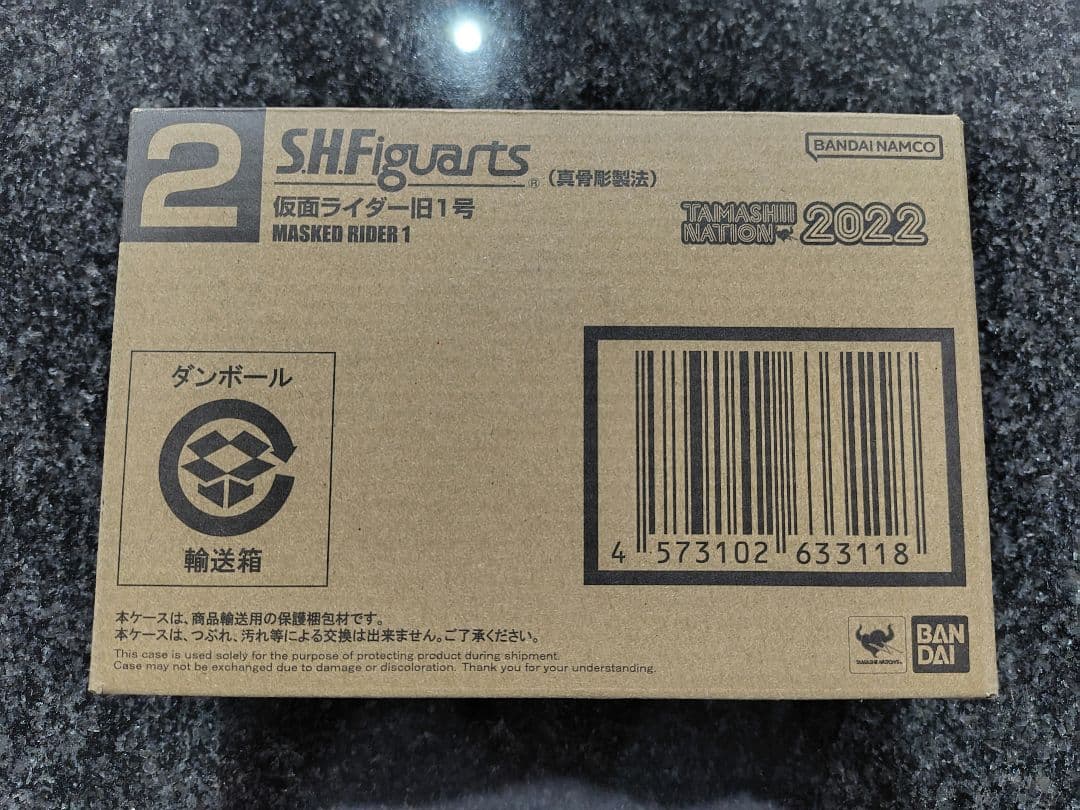 2
S.H.Figuarts® (真骨彫製法)
仮面ライダー旧1号
MASKED RIDER 1
BANDAI NAMCO
TAMASHII NATION 2022
ダンボール
輸送箱
4 573102 633118
本ケースは、商品輸送用の保護梱包材です。
本ケースは、つぶれ、汚れ等による交換は出来ません。ご了承ください。
This case is used solely for the purpose of protecting product during shipment.
Case may not be exchanged due to damage or discoloration. Thank you for your understanding.
TAMASHII NATIONS
BAN
DAI